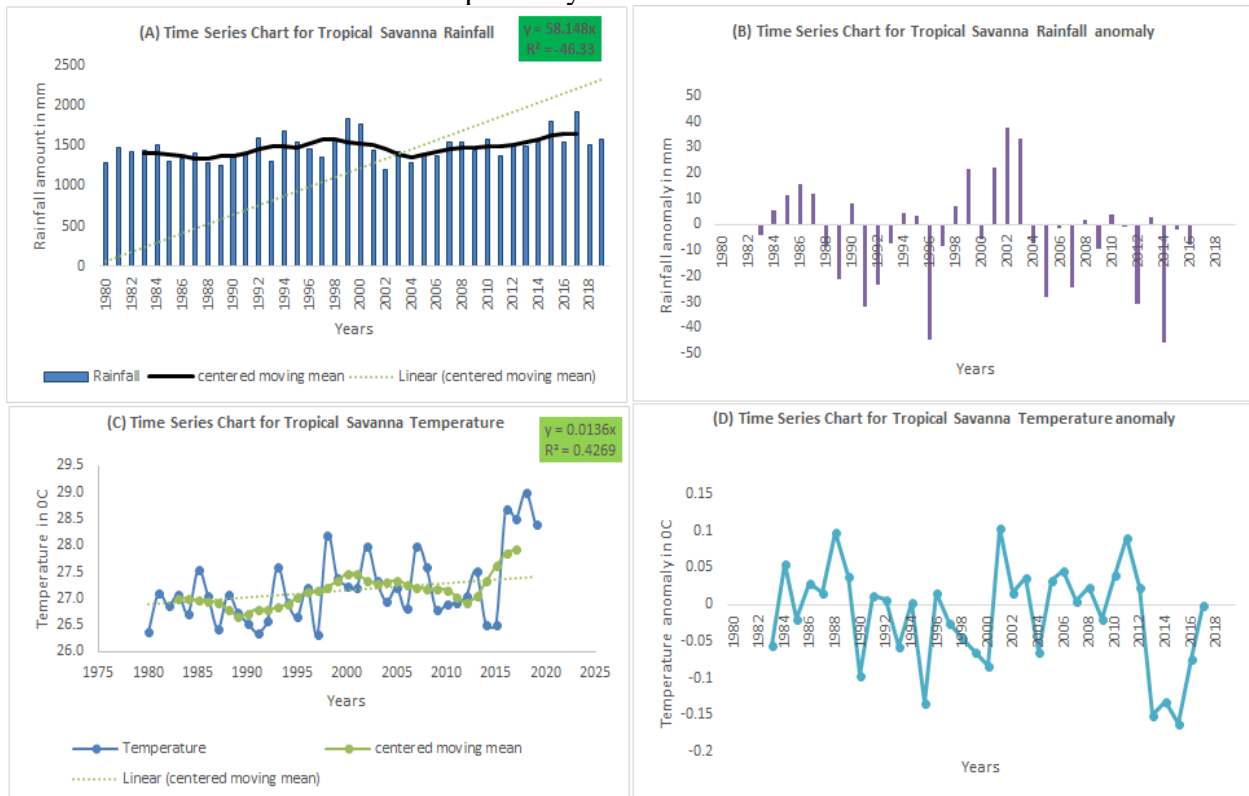 (A) Time Series Chart for Tropical Savanna Rainfall
y = 58.148x
R² = -46.33
Rainfall amount in mm
2500
2000
1500
1000
500
0
1980 1982 1984 1986 1988 1990 1992 1994 1996 1998 2000 2002 2004 2006 2008 2010 2012 2014 2016 2018
Years
Rainfall centered moving mean Linear (centered moving mean)
(B) Time Series Chart for Tropical Savanna Rainfall anomaly
Rainfall anomaly in mm
50
40
30
20
10
0
-10
-20
-30
-40
-50
1980 1982 1984 1986 1988 1990 1992 1994 1996 1998 2000 2002 2004 2006 2008 2010 2012 2014 2016 2018
Years
(C) Time Series Chart for Tropical Savanna Temperature
y = 0.0136x
R² = 0.4269
Temperature in 0C
29.5
29.0
28.5
28.0
27.5
27.0
26.5
26.0
1975 1980 1985 1990 1995 2000 2005 2010 2015 2020 2025
Years
Temperature centered moving mean
Linear (centered moving mean)
(D) Time Series Chart for Tropical Savanna Temperature anomaly
Temperature anomaly in 0C
0.15
0.1
0.05
0
-0.05
-0.1
-0.15
-0.2
1980 1982 1984 1986 1988 1990 1992 1994 1996 1998 2000 2002 2004 2006 2008 2010 2012 2014 2016 2018
Years